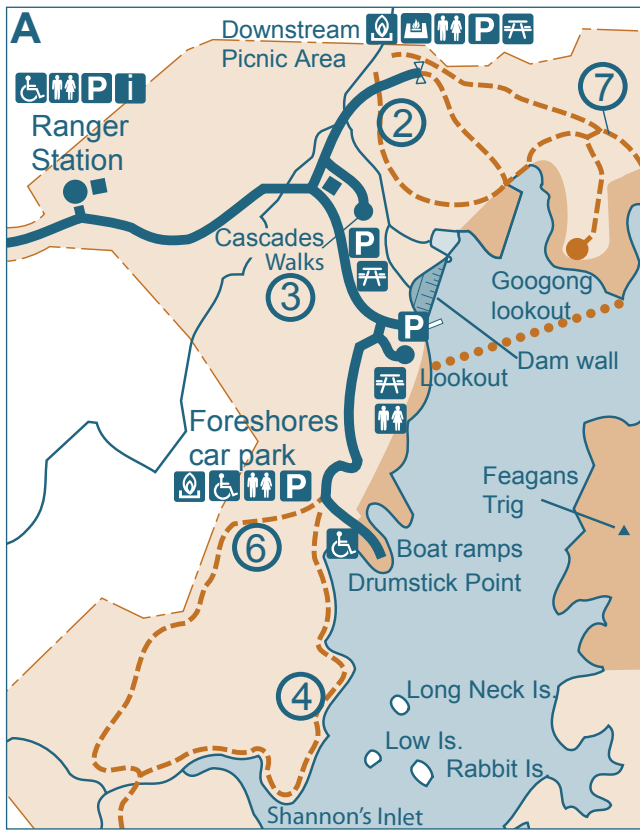 A
Downstream P
Picnic Area
P i
Ranger
Station
7
2
Cascades
Walks
P
3
Googong
lookout
P
Dam wall
Lookout
Foreshores
car park
P
Feagans
Trig
6
Boat ramps
Drumstick Point
4
Long Neck Is.
Low Is.
Rabbit Is.
Shannon's Inlet